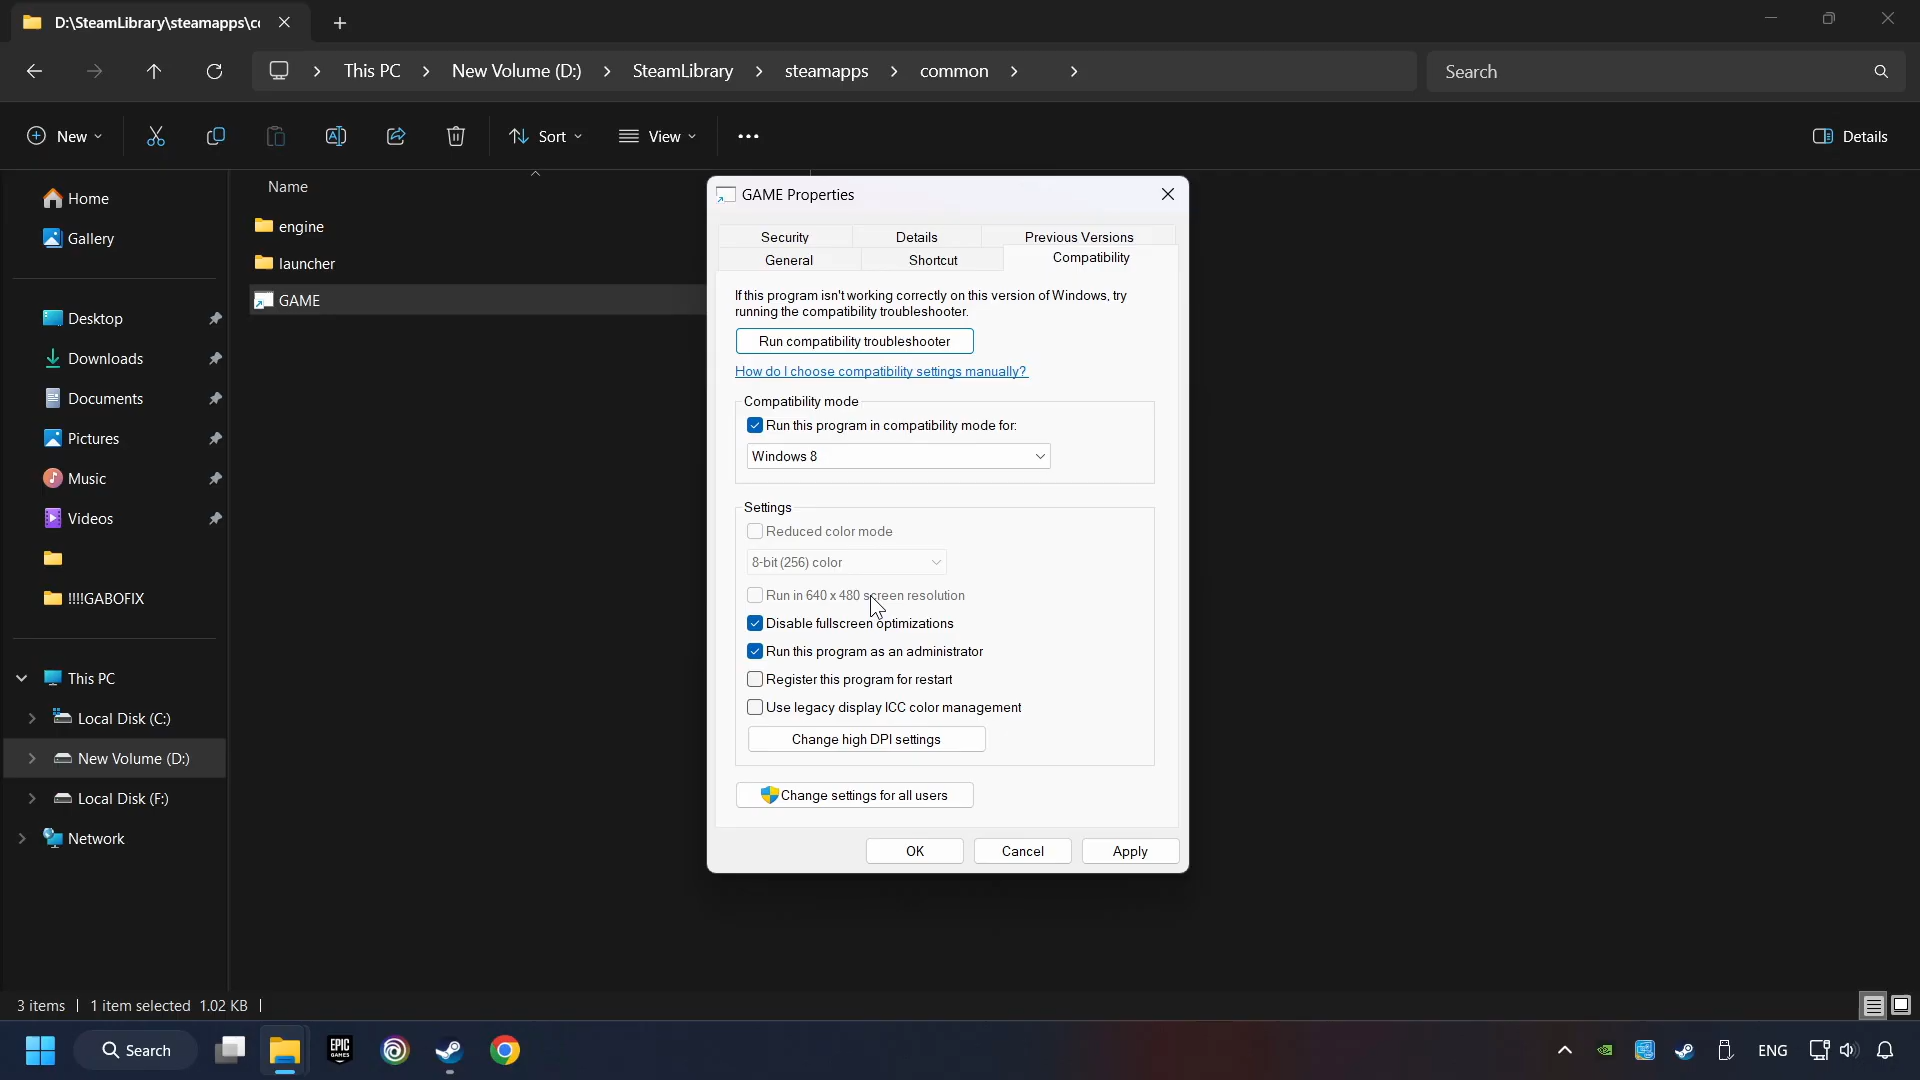 D:\SteamLibrary\steamapps\cc
This PC
New Volume (D:)
SteamLibrary
steamapps
common
Search
New
Sort
View
Details
Home
Gallery
Desktop
Downloads
Documents
Pictures
Music
Videos
!!!!GABOFIX
This PC
Local Disk (C:)
New Volume (D:)
Local Disk (F:)
Network
Name
engine
launcher
GAME
GAME Properties
Security
Details
Previous Versions
General
Shortcut
Compatibility
If this program isn't working correctly on this version of Windows, try
running the compatibility troubleshooter.
Run compatibility troubleshooter
How do I choose compatibility settings manually?
Compatibility mode
Run this program in compatibility mode for:
Windows 8
Settings
Reduced color mode
8-bit (256) color
Run in 640 x 480 screen resolution
Disable fullscreen optimizations
Run this program as an administrator
Register this program for restart
Use legacy display ICC color management
Change high DPI settings
Change settings for all users
OK
Cancel
Apply
3 items
1 item selected 1.02 KB
Search
EPIC
GAMES
ENG